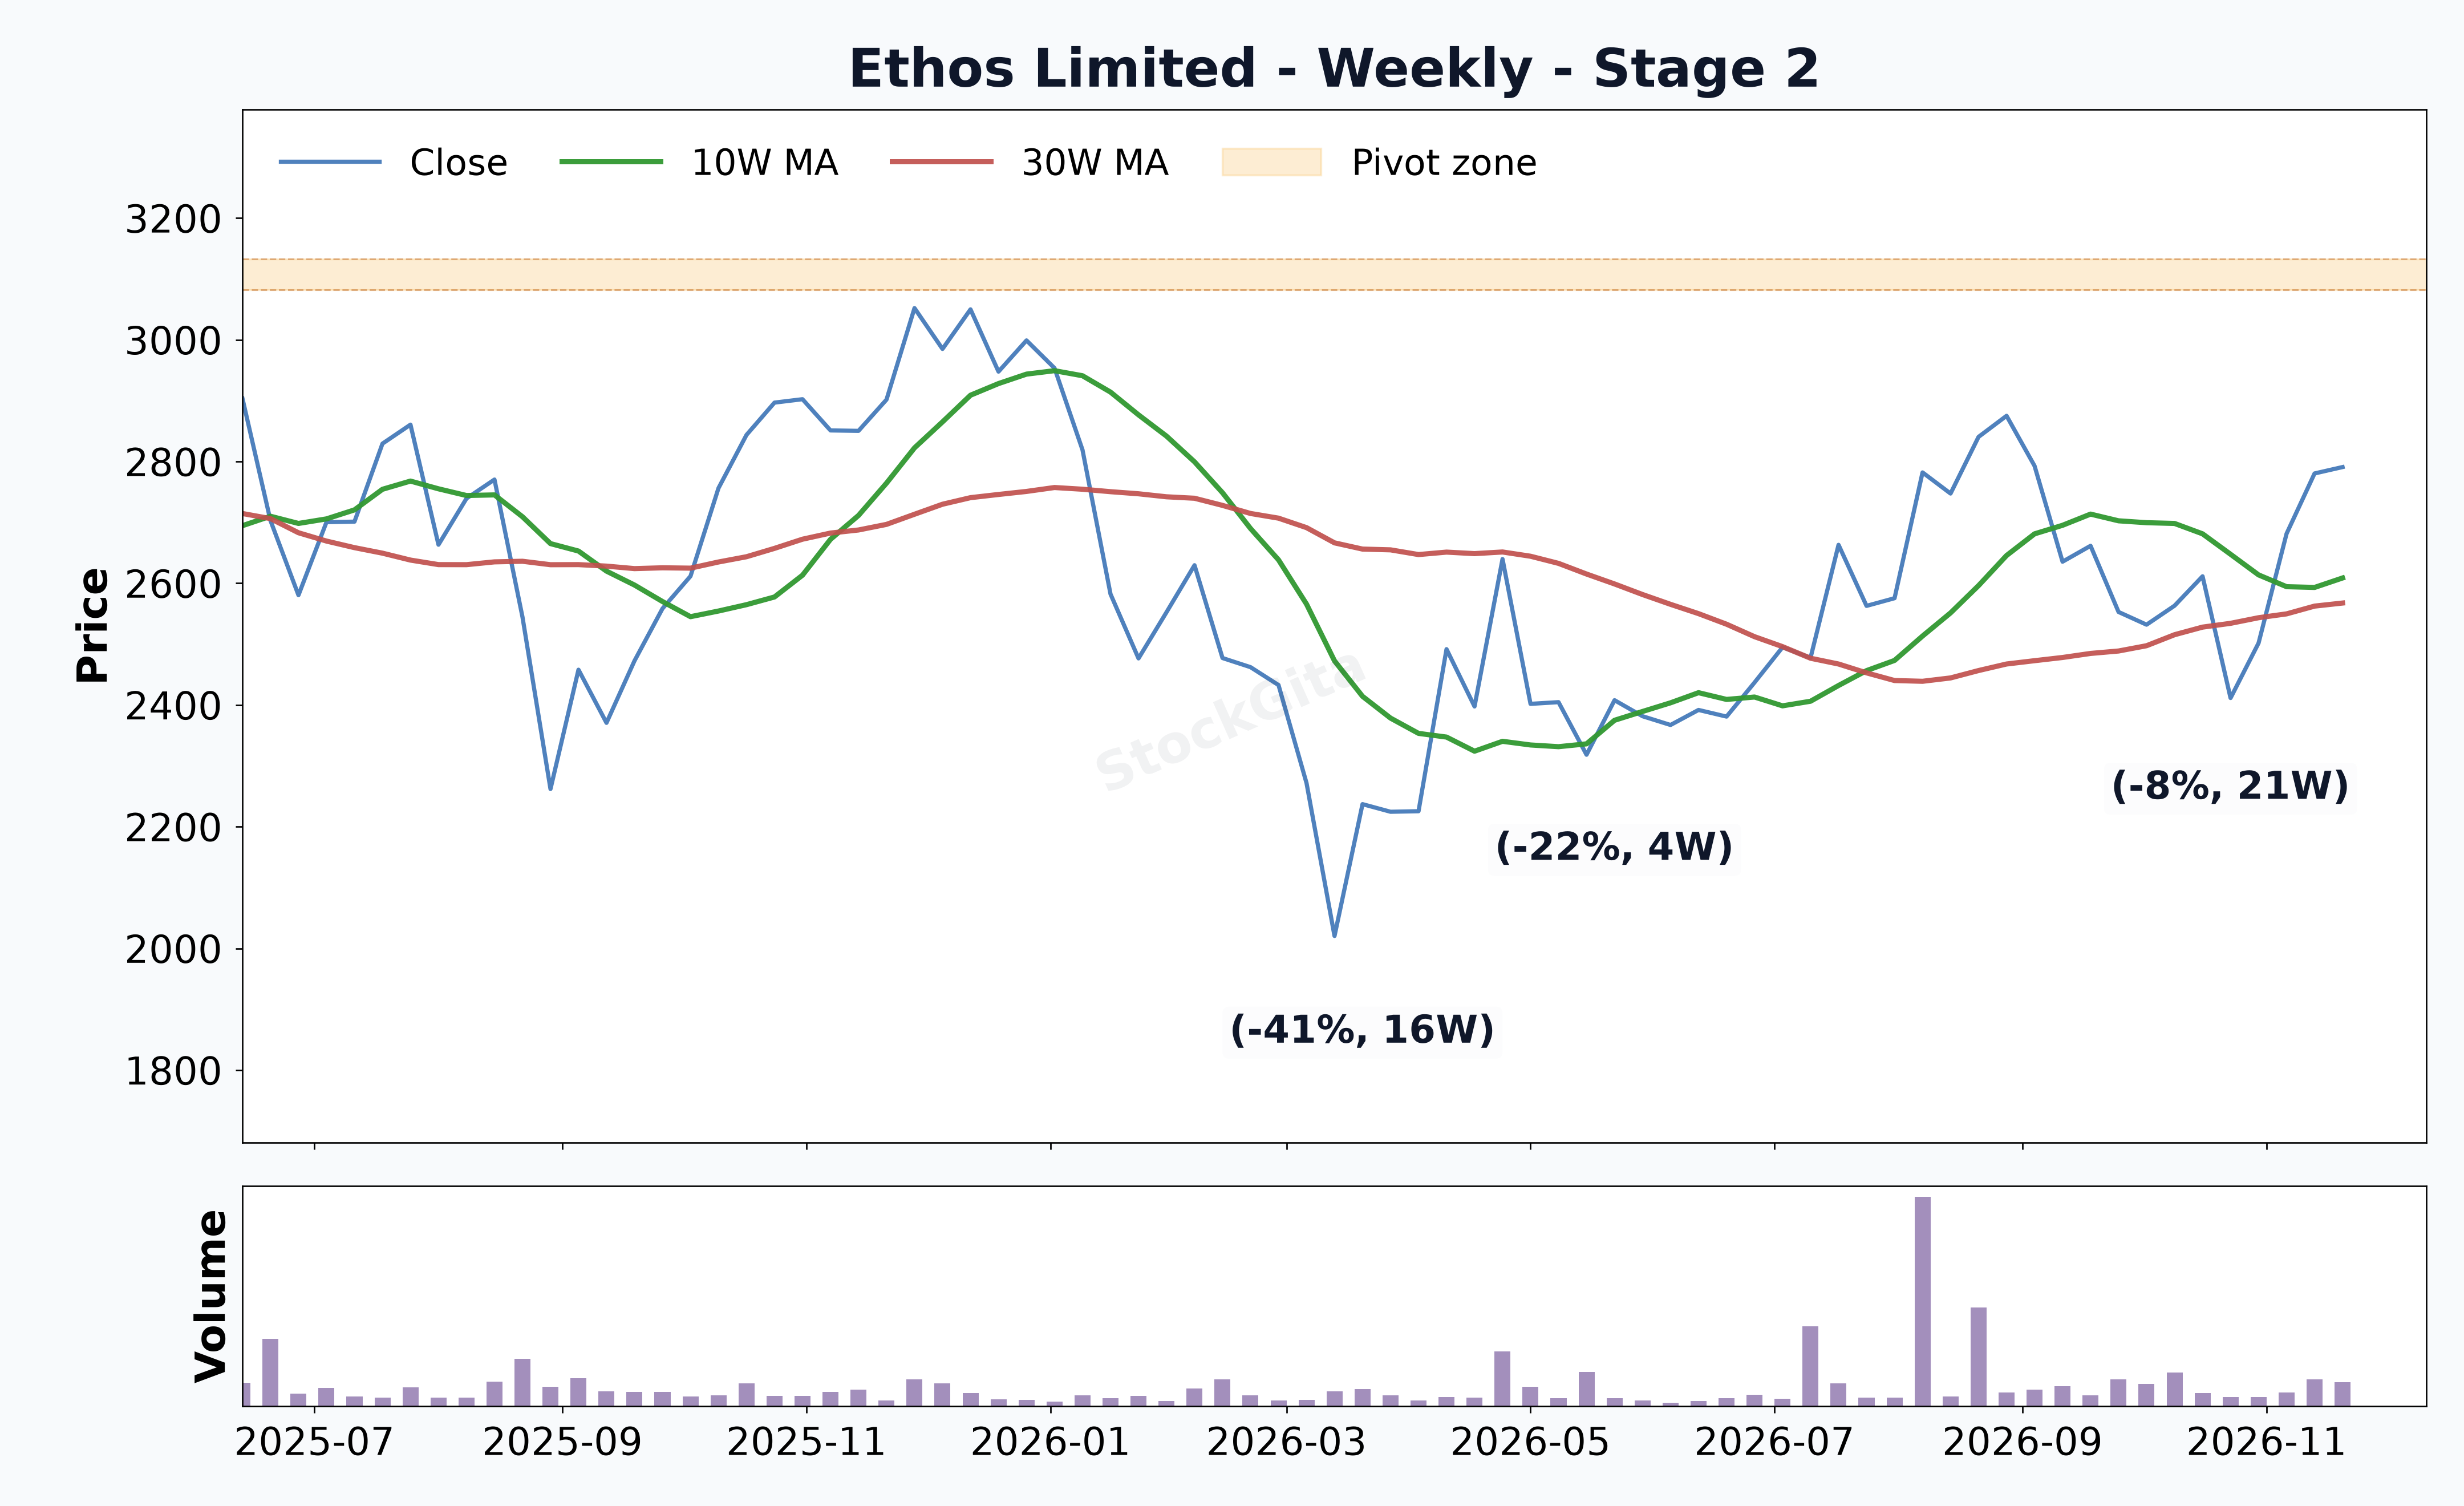 Ethos Limited - Weekly - Stage 2
Close 10W MA 30W MA Pivot zone
3200
3000
2800
2600
2400
2200
2000
1800
Price
StockGita
(-8%, 21W)
(-22%, 4W)
(-41%, 16W)
Volume
2025-07 2025-09 2025-11 2026-01 2026-03 2026-05 2026-07 2026-09 2026-11